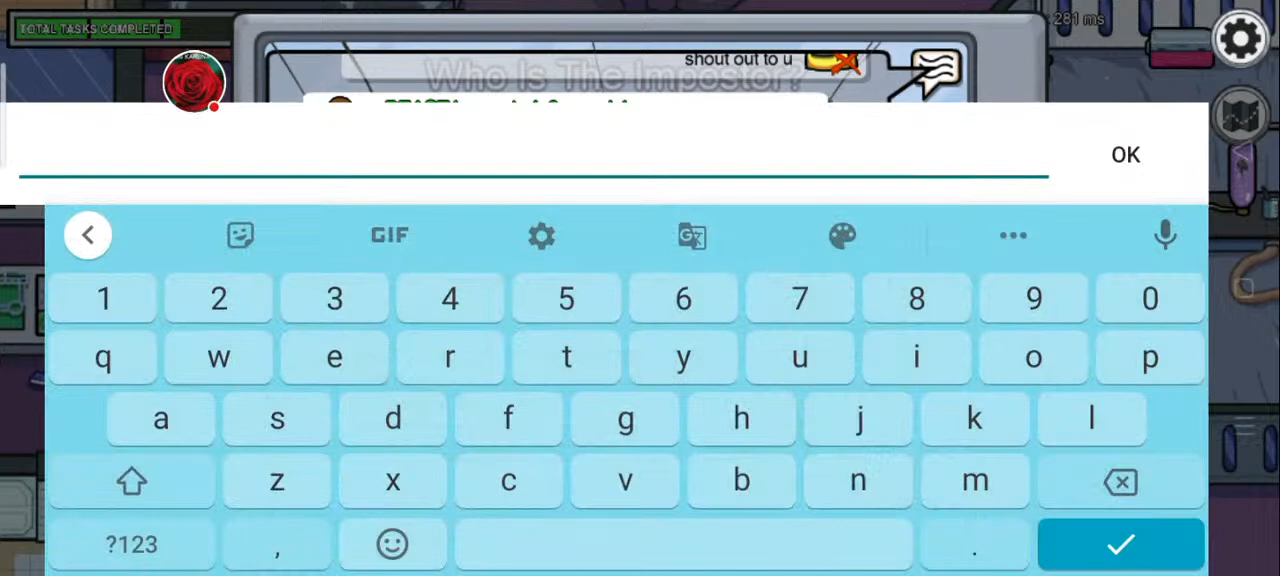 TOTAL TASKS COMPLETED
281 ms
shout out to u
Who Is The Impostor?
OK
GIF
1 2 3 4 5 6 7 8 9 0
q w e r t y u i o p
a s d f g h j k l
z x c v b n m
?123 , .